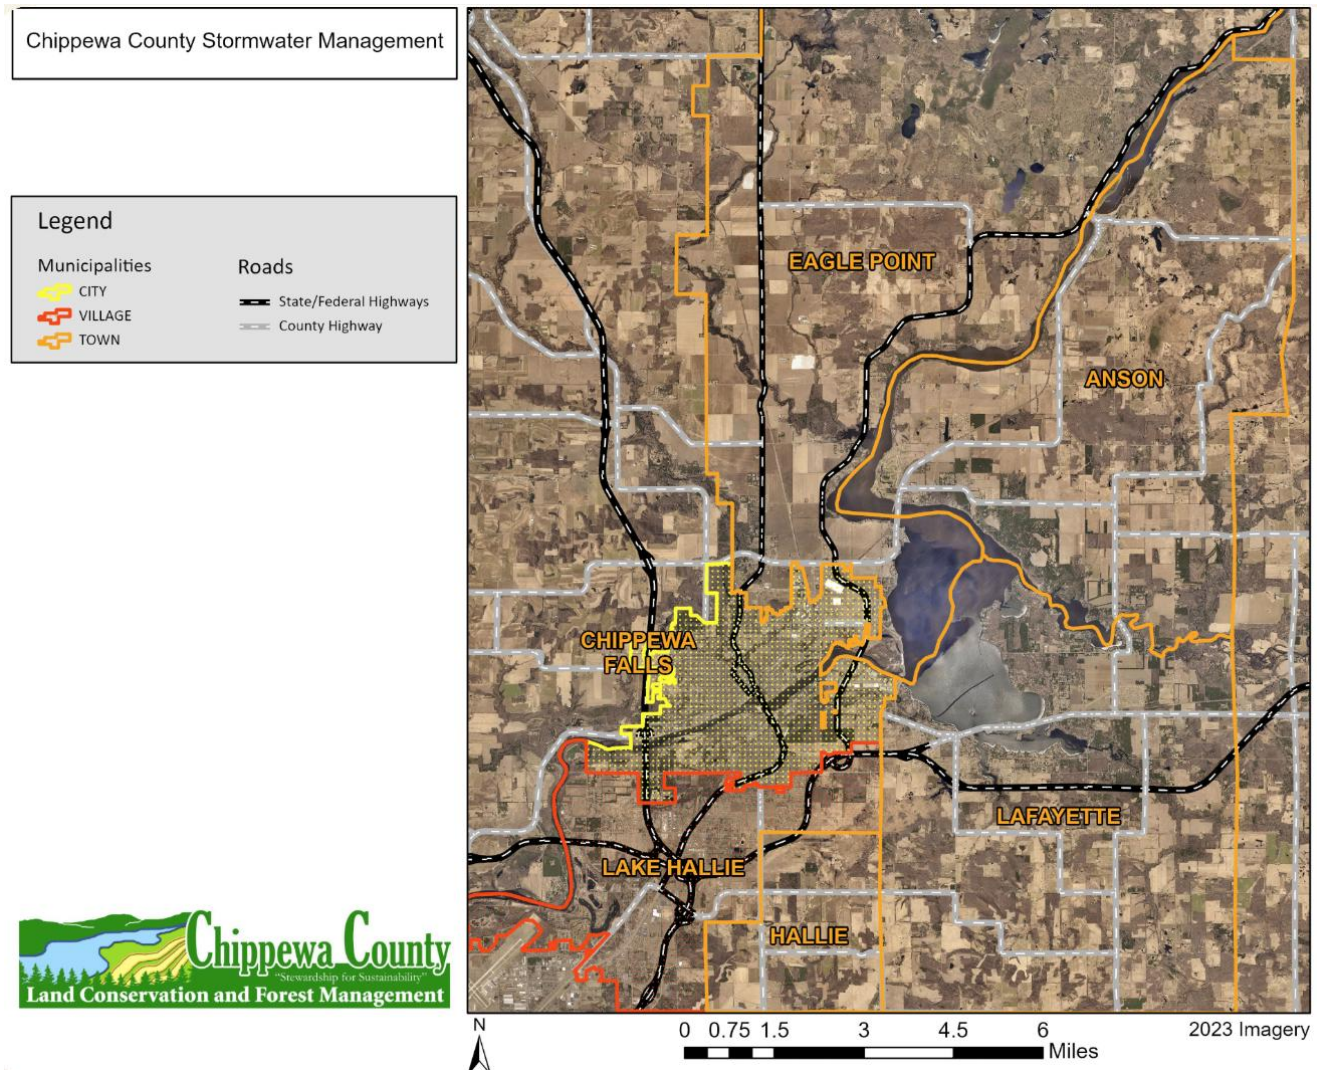 Chippewa County Stormwater Management
Legend
Municipalities
CITY
VILLAGE
TOWN
Roads
State/Federal Highways
County Highway
EAGLE POINT
ANSON
CHIPPEWA
FALLS
LAFAYETTE
LAKE HALLIE
HALLIE
Chippewa County
"Stewardship for Sustainability"
Land Conservation and Forest Management
N
0 0.75 1.5 3 4.5 6
Miles
2023 Imagery